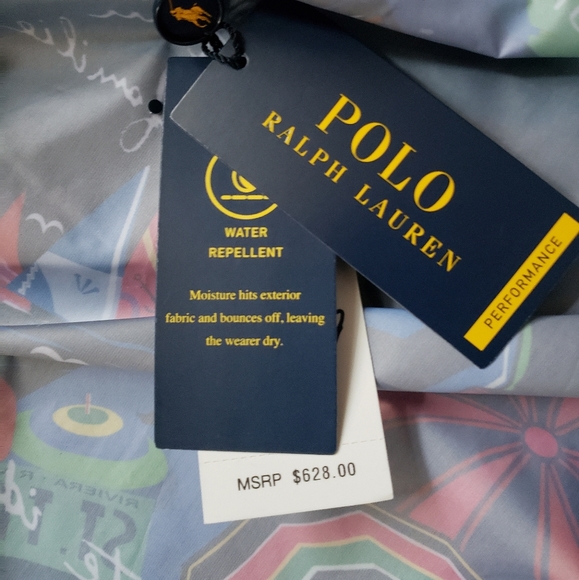 POLO
RALPH LAUREN
PERFORMANCE
WATER
REPELLENT
Moisture hits exterior
fabric and bounces off, leaving
the wearer dry.
MSRP $628.00
RIVIERA
ST. T